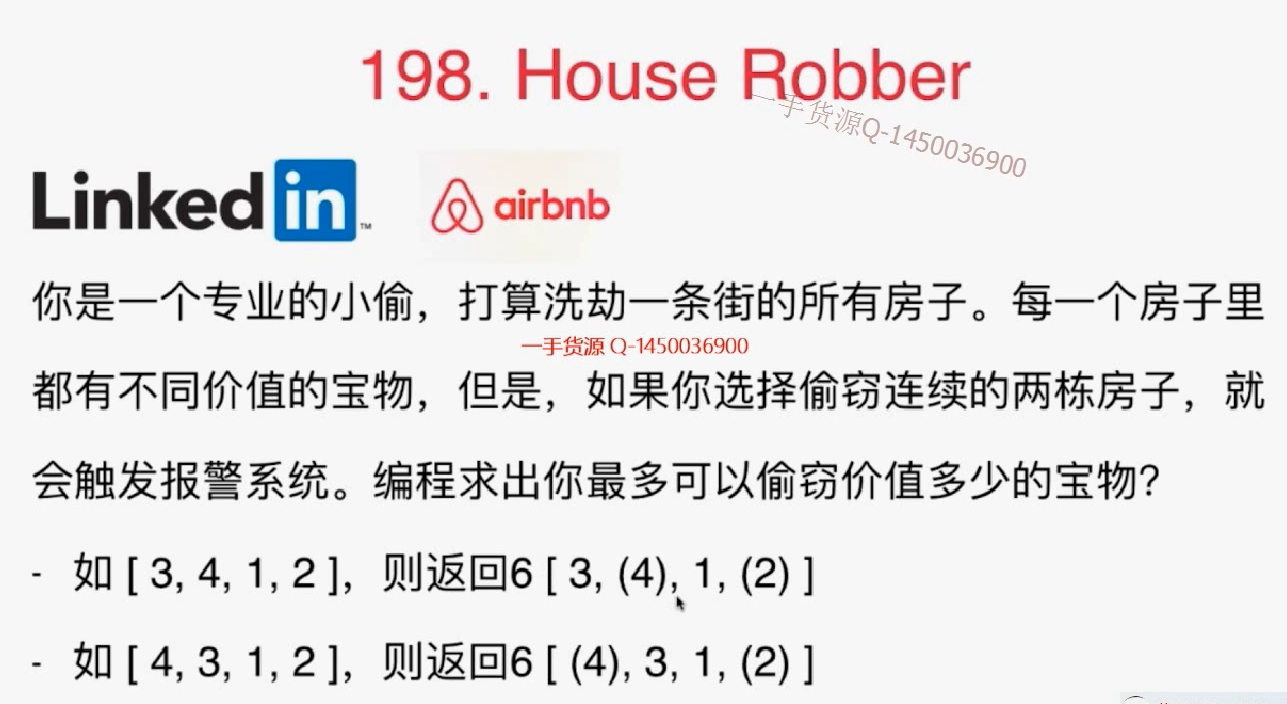 198. House Robber
一手货源Q-1450036900
Linked in ™
airbnb
你是一个专业的小偷，打算洗劫一条街的所有房子。每一个房子里
一手货源 Q-1450036900
都有不同价值的宝物，但是，如果你选择偷窃连续的两栋房子，就
会触发报警系统。编程求出你最多可以偷窃价值多少的宝物？
- 如 [ 3, 4, 1, 2 ]，则返回6 [ 3, (4), 1, (2) ]
- 如 [ 4, 3, 1, 2 ]，则返回6 [ (4), 3, 1, (2) ]